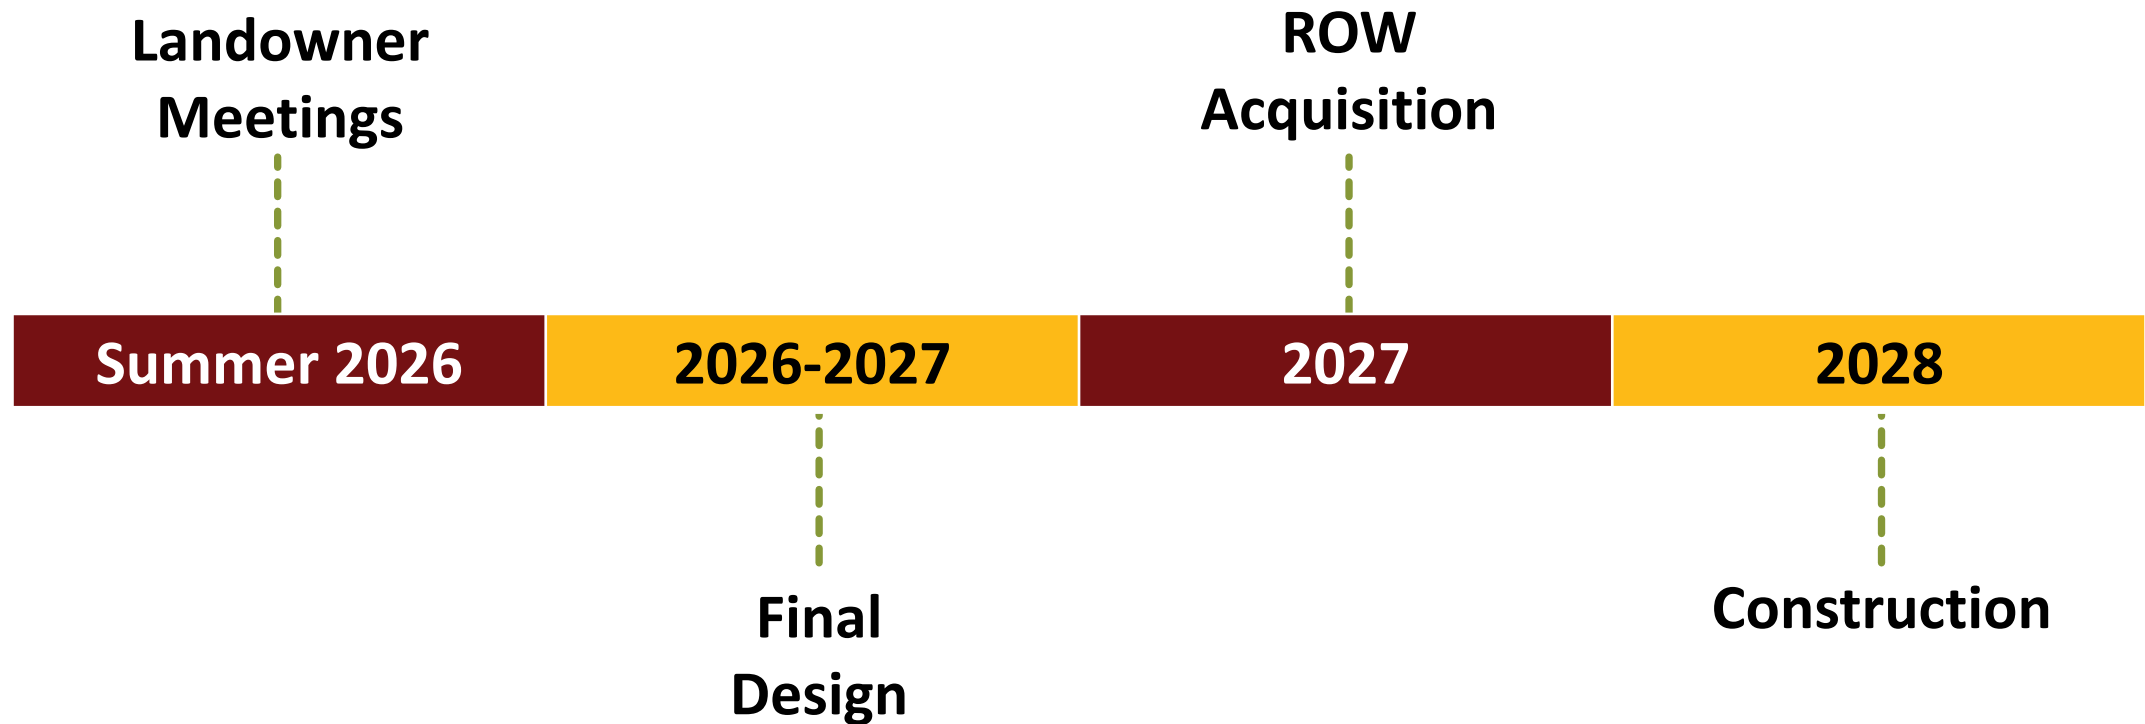 Landowner
Meetings
ROW
Acquisition
Summer 2026
2026-2027
2027
2028
Final
Design
Construction